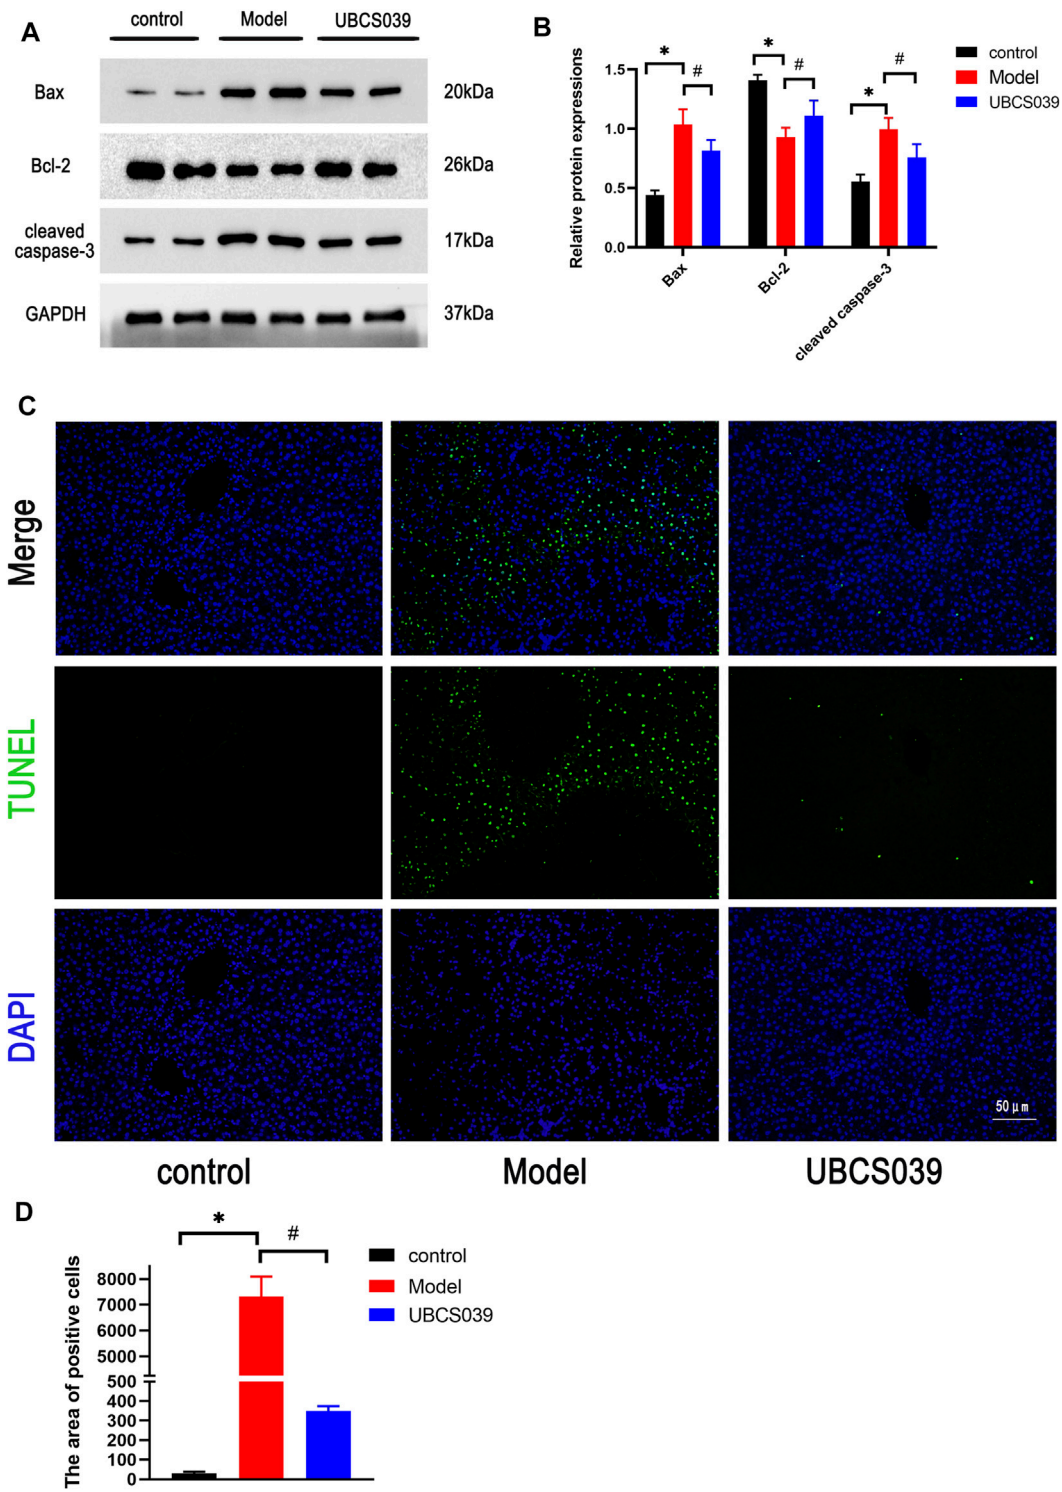 A
control Model UBCS039
Bax 20kDa
Bcl-2 26kDa
cleaved
caspase-3 17kDa
GAPDH 37kDa
B
Relative protein expressions
1.5
1.0
0.5
0.0
* # * # * #
Bax Bcl-2 cleaved caspase-3
control
Model
UBCS039
C
Merge
TUNEL
DAPI
50 μm
control Model UBCS039
D
* #
The area of positive cells
8000
7000
6000
5000
500
400
300
200
100
0
control
Model
UBCS039